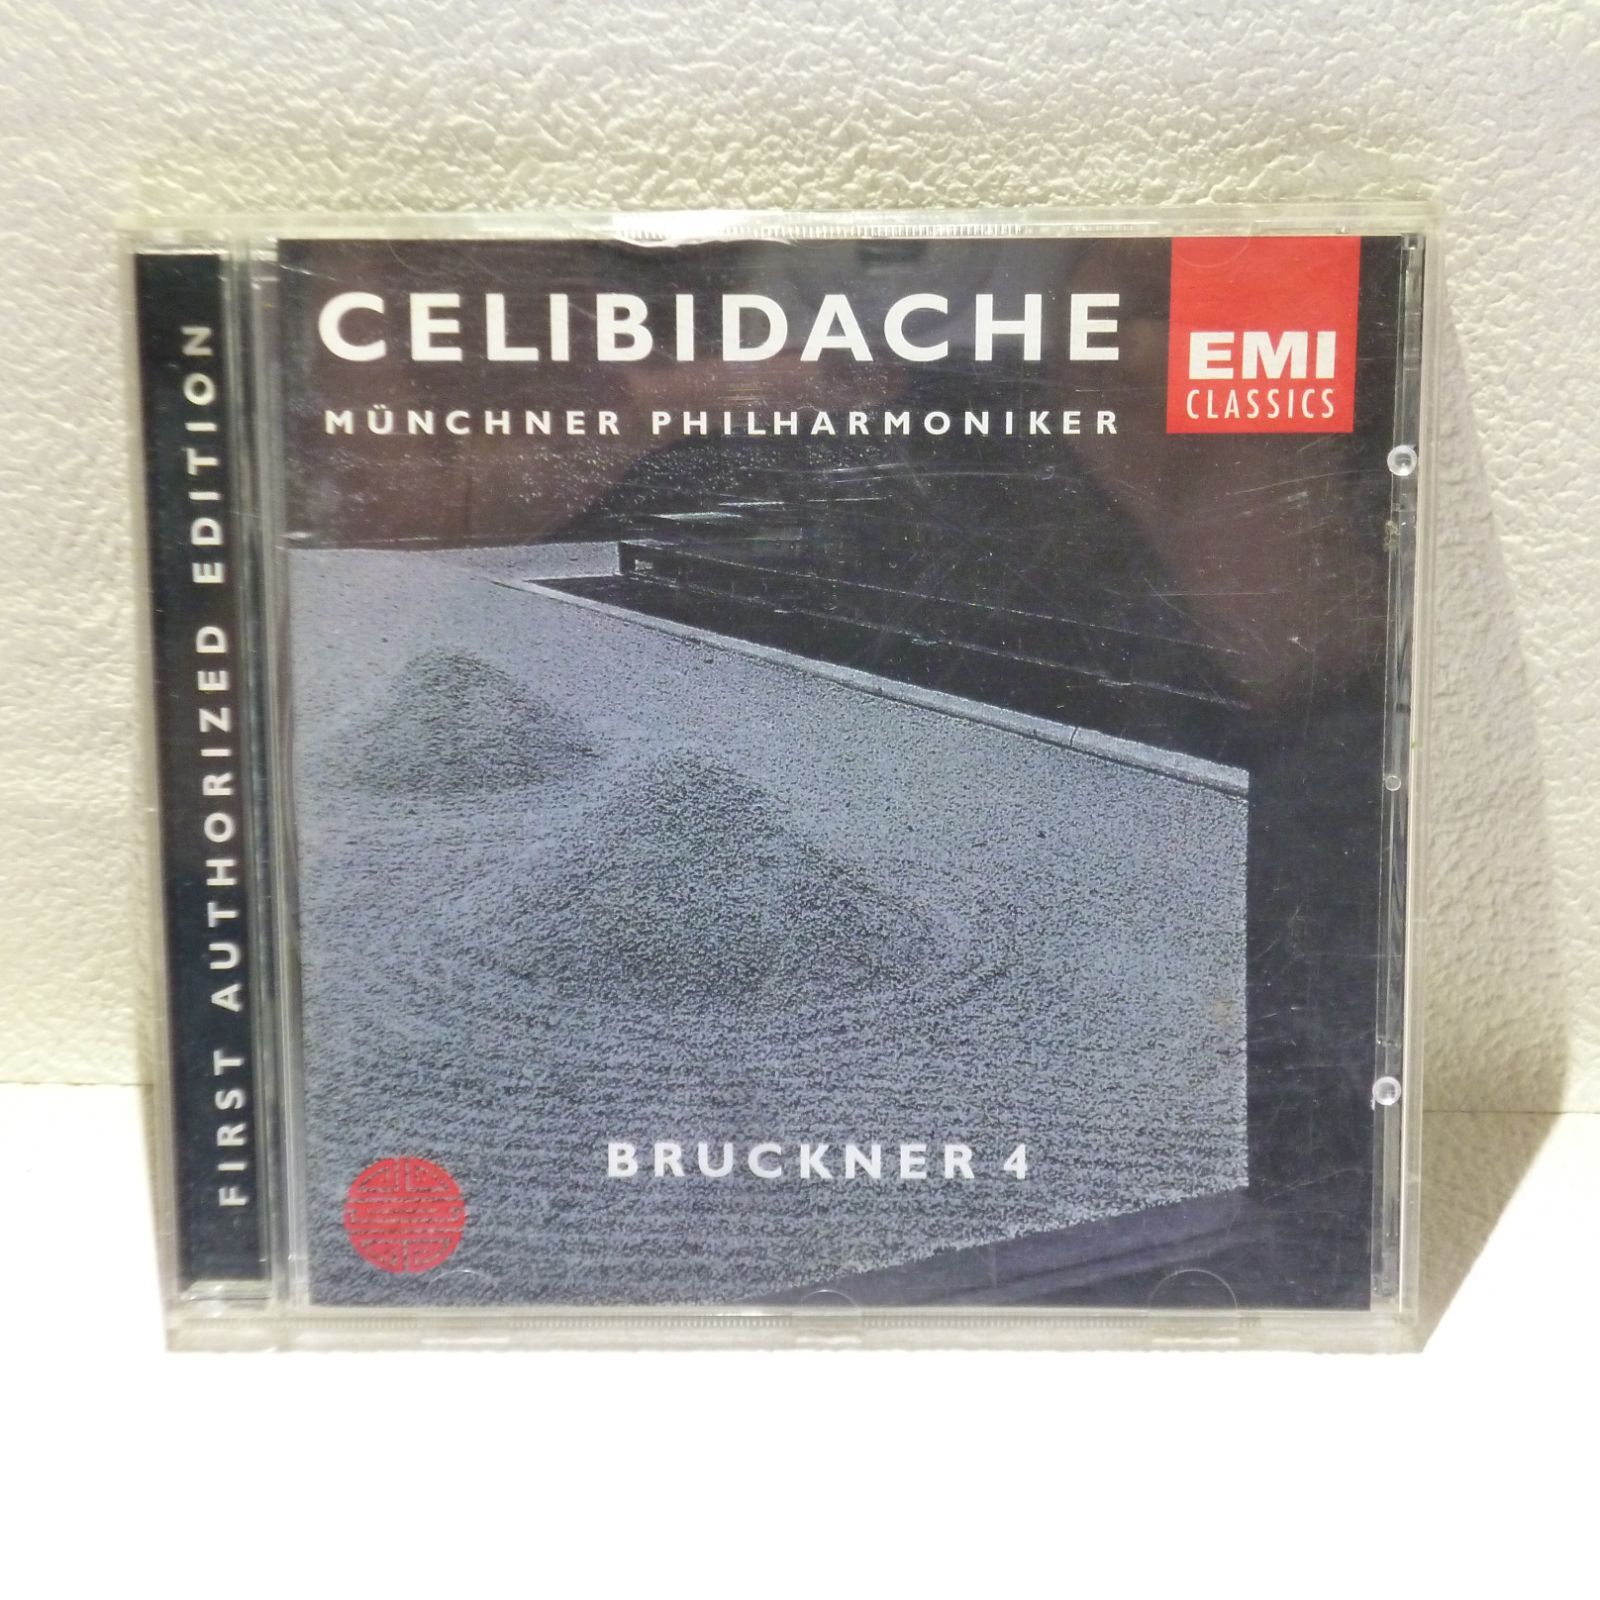 CELIBIDACHE
MÜNCHNER PHILHARMONIKER
EMI
CLASSICS
FIRST AUTHORIZED EDITION
BRUCKNER 4